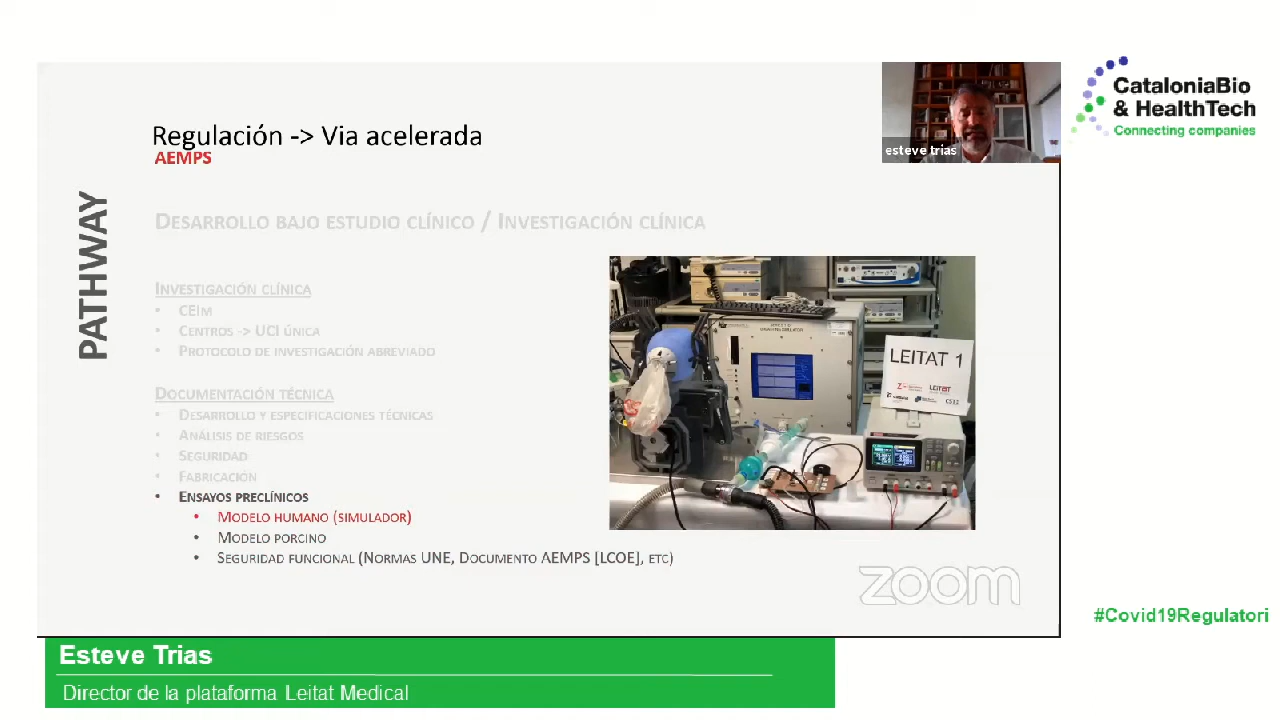 CataloniaBio
& HealthTech
Connecting companies
esteve trias
Regulación -> Via acelerada
AEMPS
PATHWAY
DESARROLLO BAJO ESTUDIO CLÍNICO / INVESTIGACIÓN CLÍNICA
INVESTIGACIÓN CLÍNICA
• CEIM
• CENTROS -> UCI ÚNICA
• PROTOCOLO DE INVESTIGACIÓN ABREVIADO
DOCUMENTACIÓN TÉCNICA
• DESARROLLO Y ESPECIFICACIONES TÉCNICAS
• ANÁLISIS DE RIESGOS
• SEGURIDAD
• FABRICACIÓN
• ENSAYOS PRECLÍNICOS
• MODELO HUMANO (SIMULADOR)
• MODELO PORCINO
• SEGURIDAD FUNCIONAL (NORMAS UNE, DOCUMENTO AEMPS [LCOE], ETC)
LEITAT 1
LEITAT
zoom
#Covid19Regulatori
Esteve Trias
Director de la plataforma Leitat Medical